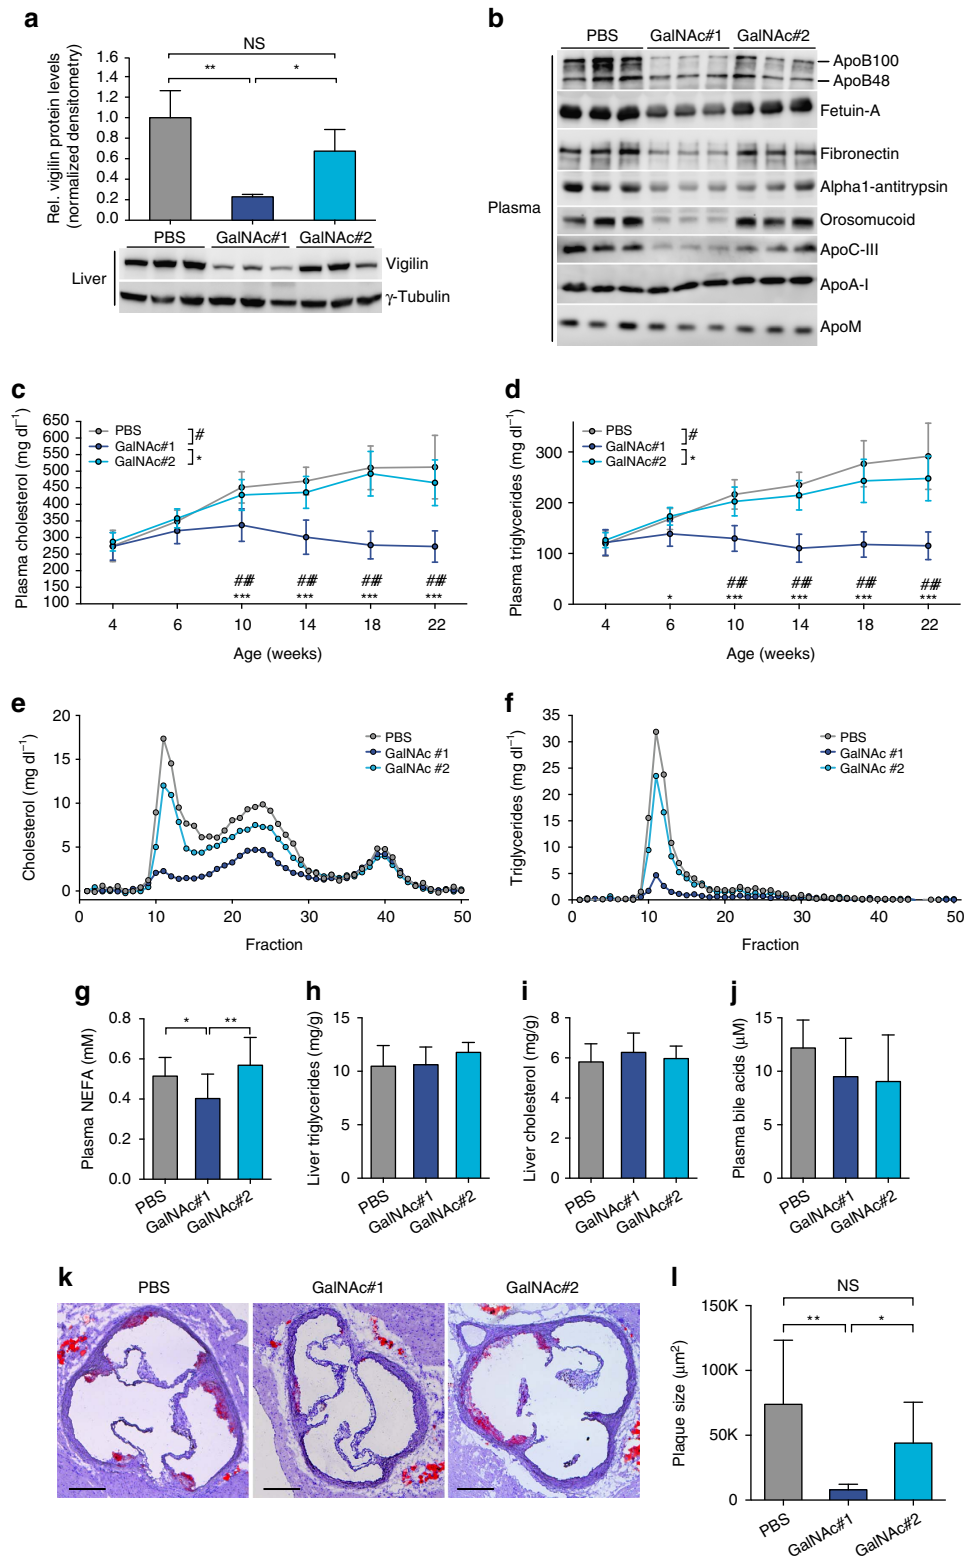 a
NS
**
*
Rel. vigilin protein levels
(normalized densitometry)
1.6
1.4
1.2
1.0
0.8
0.6
0.4
0.2
0.0
PBS GalNAc#1 GalNAc#2
Liver
Vigilin
γ-Tubulin
b
PBS GalNAc#1 GalNAc#2
Plasma
ApoB100
ApoB48
Fetuin-A
Fibronectin
Alpha1-antitrypsin
Orosomucoid
ApoC-III
ApoA-I
ApoM
c
Plasma cholesterol (mg dl⁻¹)
650
600
550
500
450
400
350
300
250
200
150
100
PBS
GalNAc#1
GalNAc#2
#
*
### ### ### ###
*** *** *** ***
4 6 10 14 18 22
Age (weeks)
d
Plasma triglycerides (mg dl⁻¹)
300
200
100
0
PBS
GalNAc#1
GalNAc#2
#
*
### ### ### ###
* *** *** *** ***
4 6 10 14 18 22
Age (weeks)
e
Cholesterol (mg dl⁻¹)
20
15
10
5
0
PBS
GalNAc #1
GalNAc #2
0 10 20 30 40 50
Fraction
f
Triglycerides (mg dl⁻¹)
35
30
25
20
15
10
5
0
PBS
GalNAc #1
GalNAc #2
0 10 20 30 40 50
Fraction
g
Plasma NEFA (mM)
0.8
0.6
0.4
0.2
0.0
* **
PBS
GalNAc#1
GalNAc#2
h
Liver triglycerides (mg/g)
15
10
5
0
PBS
GalNAc#1
GalNAc#2
i
Liver cholesterol (mg/g)
8
6
4
2
0
PBS
GalNAc#1
GalNAc#2
j
Plasma bile acids (μM)
15
10
5
0
PBS
GalNAc#1
GalNAc#2
k
PBS GalNAc#1 GalNAc#2
l
Plaque size (μm²)
150K
100K
50K
0
NS
** *
PBS
GalNAc#1
GalNAc#2